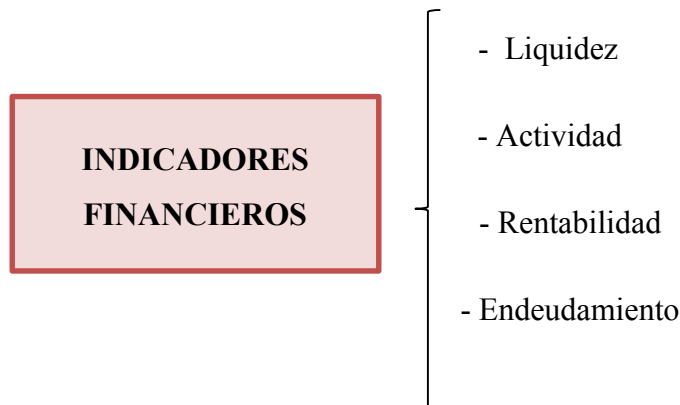 INDICADORES
FINANCIEROS
- Liquidez
- Actividad
- Rentabilidad
- Endeudamiento